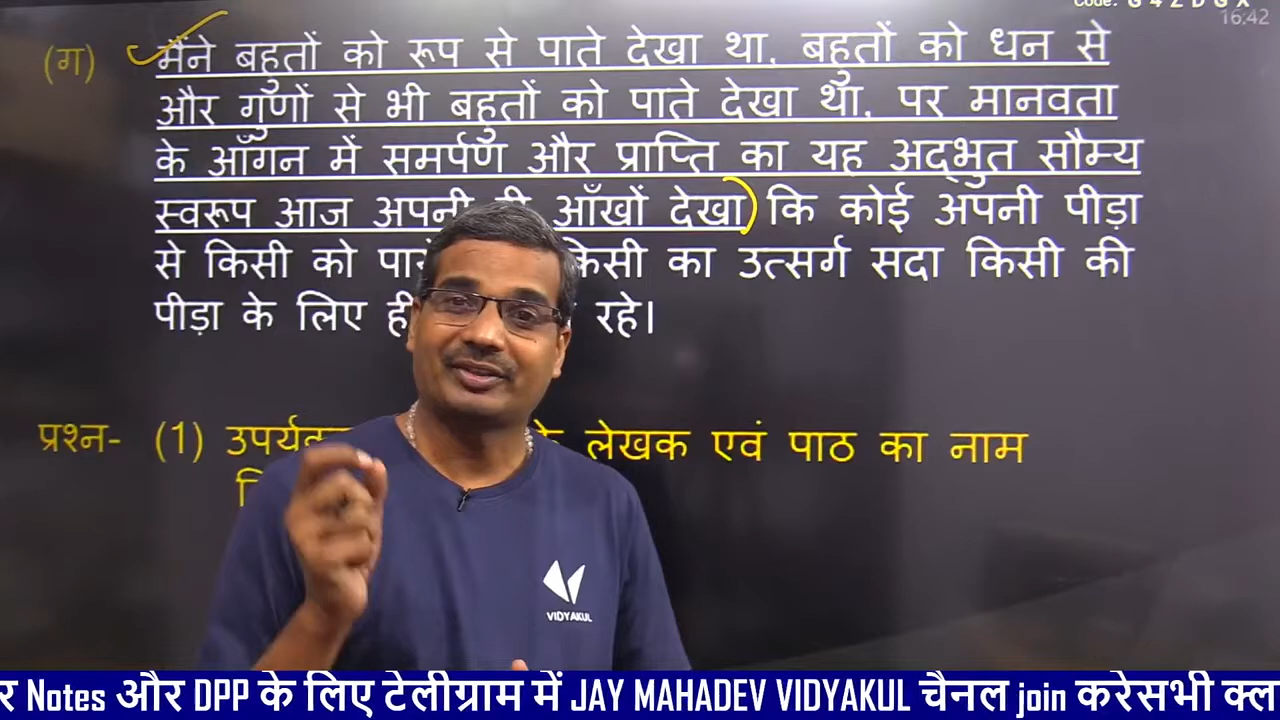 Code: G 4 Z D G X
16:42
(ग) मैंने बहुतों को रूप से पाते देखा था, बहुतों को धन से
और गुणों से भी बहुतों को पाते देखा था, पर मानवता
के आँगन में समर्पण और प्राप्ति का यह अद्भुत सौम्य
स्वरूप आज अपनी ही आँखों देखा) कि कोई अपनी पीड़ा
से किसी को किसी का उत्सर्ग सदा किसी की
पीड़ा के लिए ही रहे।
प्रश्न- (1) लेखक एवं पाठ का नाम
VIDYAKUL
र Notes और DPP के लिए टेलीग्राम में JAY MAHADEV VIDYAKUL चैनल join करेसभी क्ल